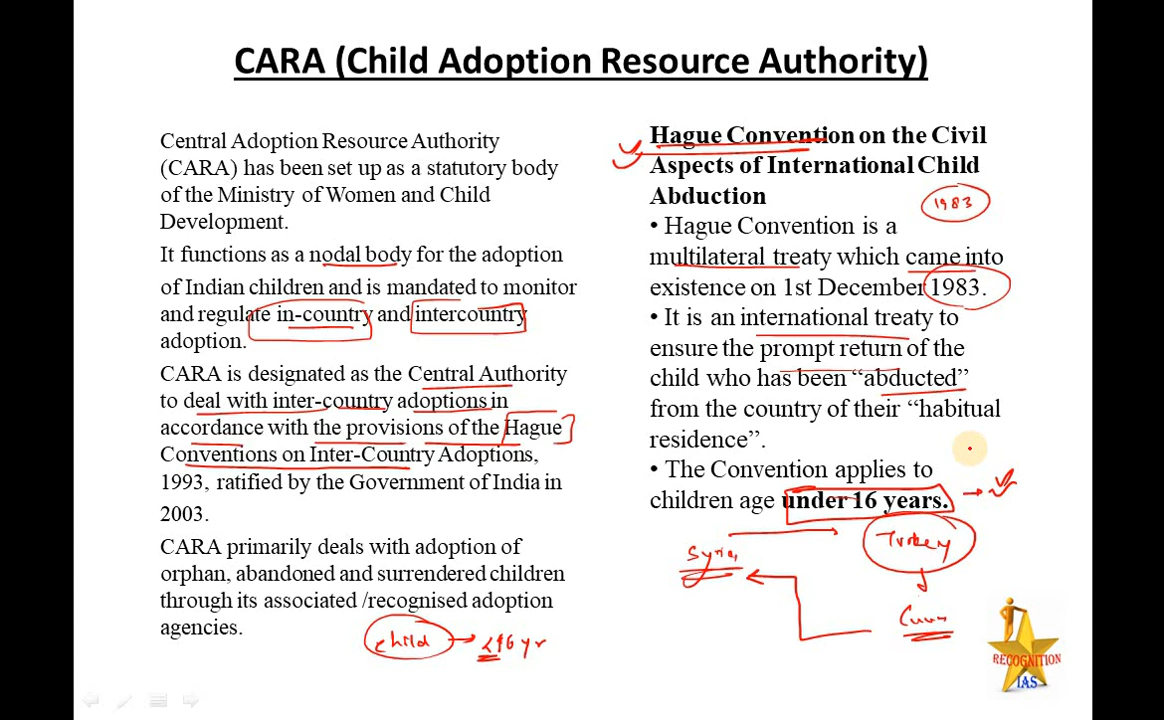 CARA (Child Adoption Resource Authority)
Central Adoption Resource Authority
(CARA) has been set up as a statutory body
of the Ministry of Women and Child
Development.
It functions as a nodal body for the adoption
of Indian children and is mandated to monitor
and regulate in-country and intercountry
adoption.
CARA is designated as the Central Authority
to deal with inter-country adoptions in
accordance with the provisions of the Hague
Conventions on Inter-Country Adoptions,
1993, ratified by the Government of India in
2003.
CARA primarily deals with adoption of
orphan, abandoned and surrendered children
through its associated /recognised adoption
agencies.
child <16 yr
Hague Convention on the Civil
Aspects of International Child
Abduction
1983
• Hague Convention is a
multilateral treaty which came into
existence on 1st December 1983.
• It is an international treaty to
ensure the prompt return of the
child who has been “abducted”
from the country of their “habitual
residence”.
• The Convention applies to
children age under 16 years.
Syria Turkey
RECOGNITION
IAS